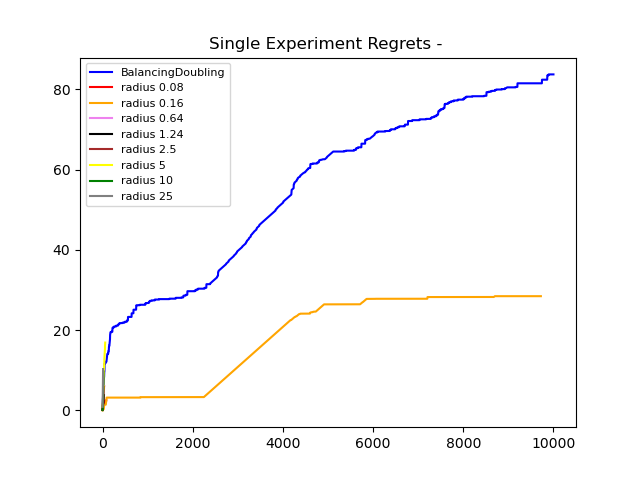 Single Experiment Regrets -
BalancingDoubling
radius 0.08
radius 0.16
radius 0.64
radius 1.24
radius 2.5
radius 5
radius 10
radius 25
80
60
40
20
0
0 2000 4000 6000 8000 10000